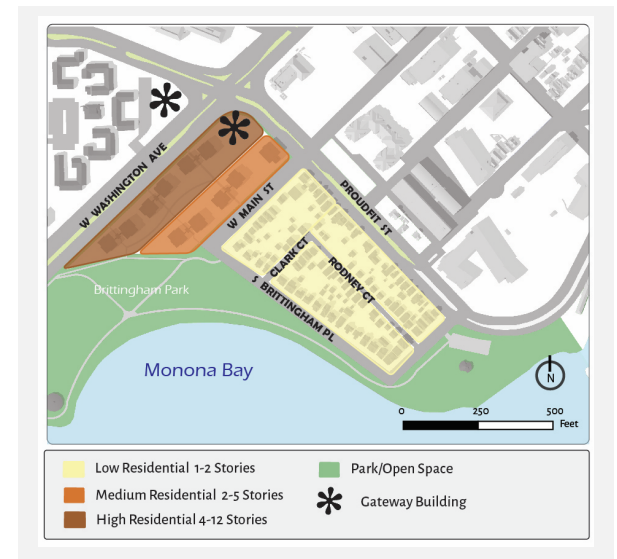 W WASHINGTON AVE
W MAIN ST
PROUDFIT ST
CLARK CT
RODNEY CT
S BRITTINGHAM PL
Brittingham Park
Monona Bay
N
0 250 500
Feet
Low Residential 1-2 Stories
Medium Residential 2-5 Stories
High Residential 4-12 Stories
Park/Open Space
Gateway Building